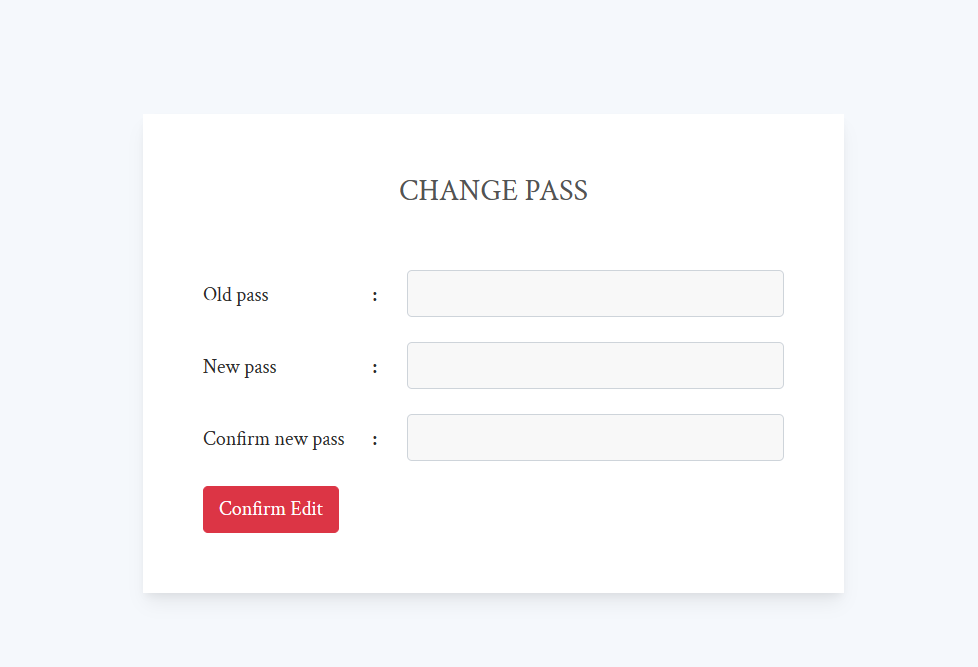 CHANGE PASS
Old pass :
New pass :
Confirm new pass :
Confirm Edit